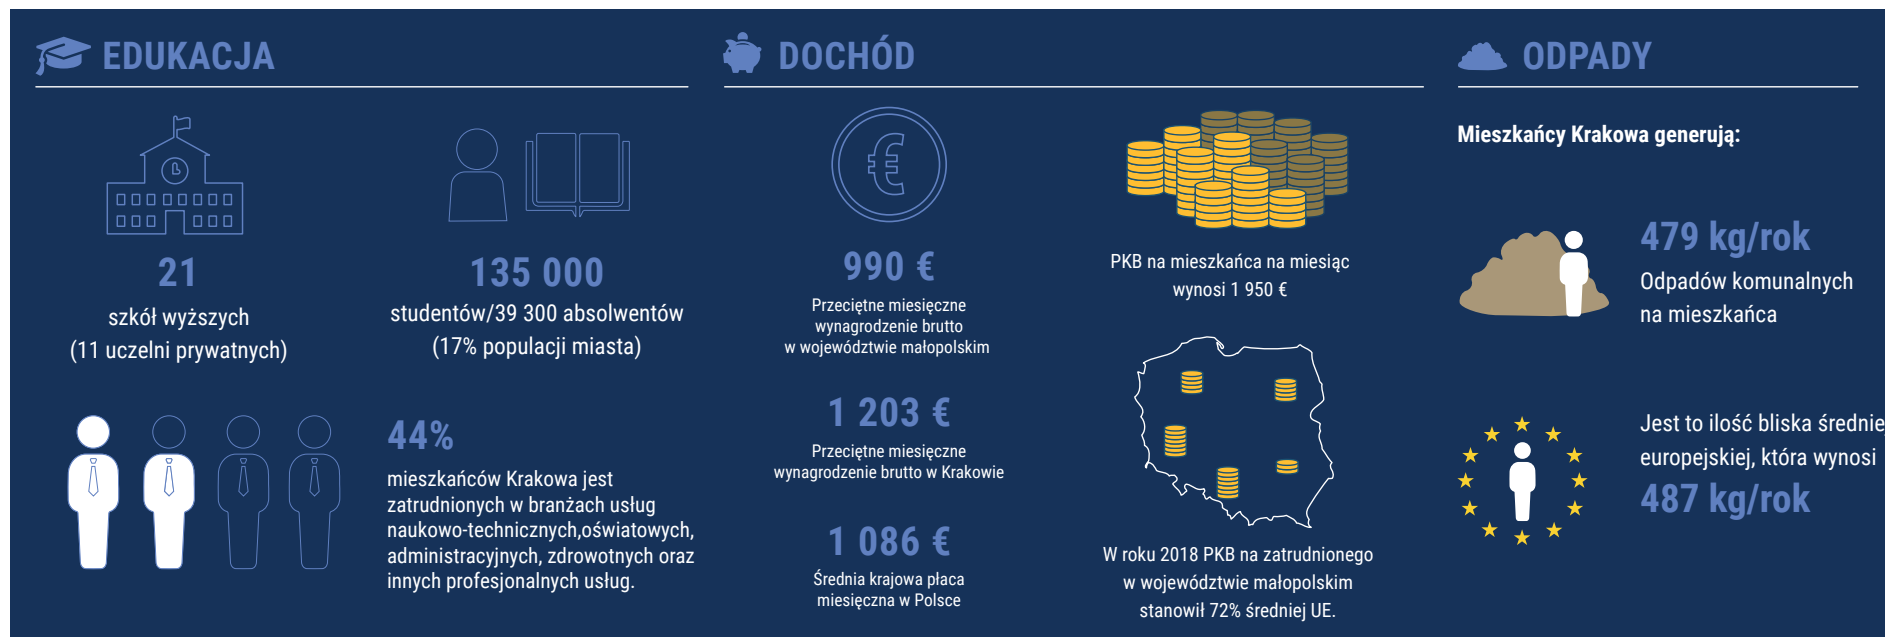 EDUKACJA
21
szkół wyższych
(11 uczelni prywatnych)
135 000
studentów/39 300 absolwentów
(17% populacji miasta)
44%
mieszkańców Krakowa jest
zatrudnionych w branżach usług
naukowo-technicznych,oświatowych,
administracyjnych, zdrowotnych oraz
innych profesjonalnych usług.
DOCHÓD
990 €
Przeciętne miesięczne
wynagrodzenie brutto
w województwie małopolskim
1 203 €
Przeciętne miesięczne
wynagrodzenie brutto w Krakowie
1 086 €
Średnia krajowa płaca
miesięczna w Polsce
PKB na mieszkańca na miesiąc
wynosi 1 950 €
W roku 2018 PKB na zatrudnionego
w województwie małopolskim
stanowił 72% średniej UE.
ODPADY
Mieszkańcy Krakowa generują:
479 kg/rok
Odpadów komunalnych
na mieszkańca
Jest to ilość bliska średniej
europejskiej, która wynosi
487 kg/rok